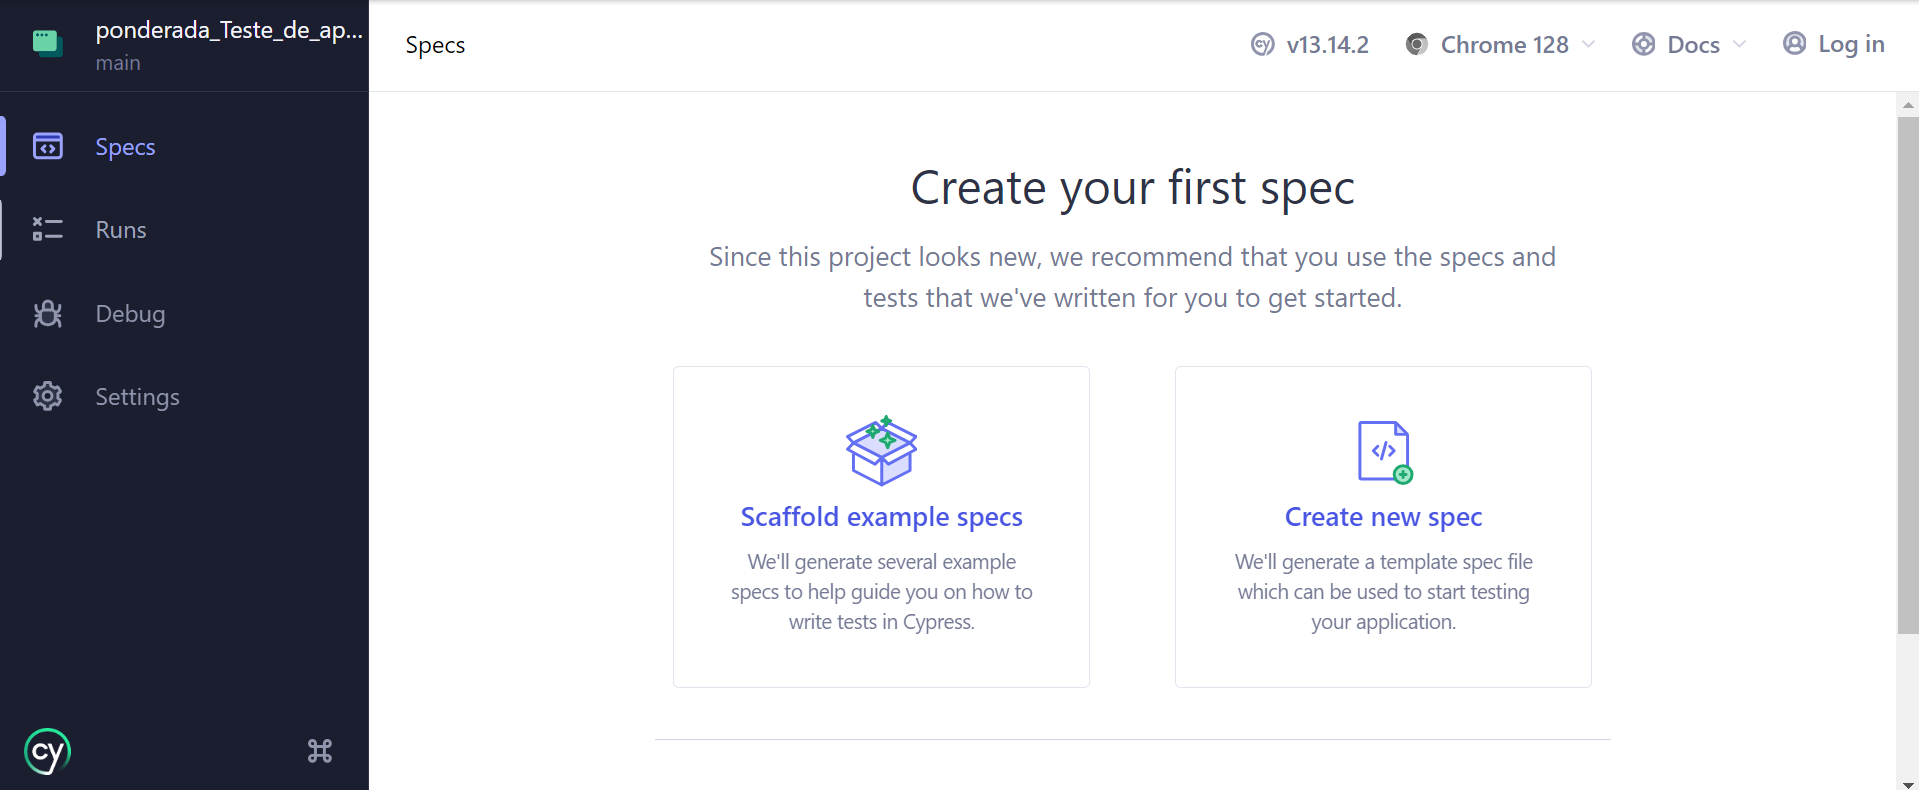 ponderada_Teste_de_ap...
main
Specs
Runs
Debug
Settings
cy
Specs
cy v13.14.2
Chrome 128
Docs
Log in
Create your first spec
Since this project looks new, we recommend that you use the specs and
tests that we've written for you to get started.
Scaffold example specs
We'll generate several example
specs to help guide you on how to
write tests in Cypress.
Create new spec
We'll generate a template spec file
which can be used to start testing
your application.